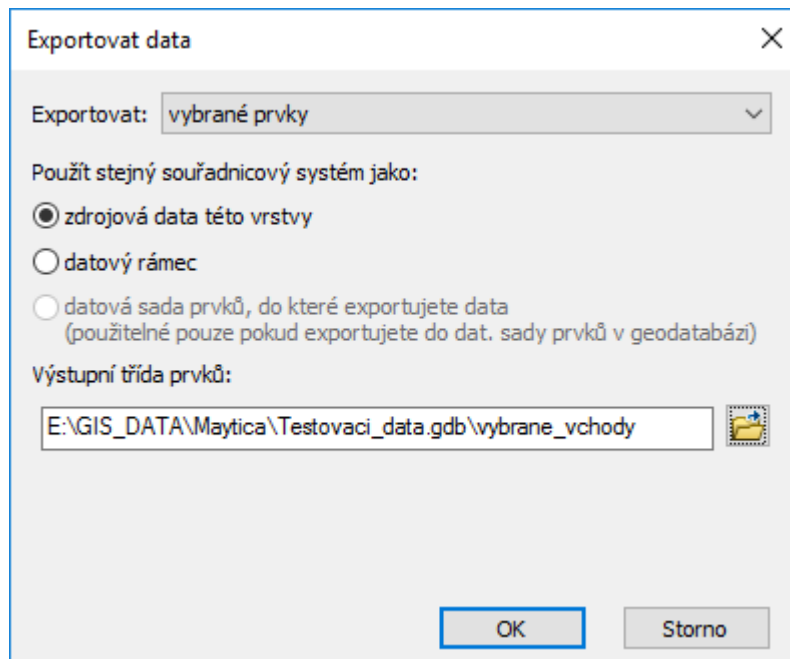 Exportovat data
Exportovat: vybrané prvky
Použít stejný souřadnicový systém jako:
zdrojová data této vrstvy
datový rámec
datová sada prvků, do které exportujete data
(použitelné pouze pokud exportujete do dat. sady prvků v geodatabázi)
Výstupní třída prvků:
E:\GIS_DATA\Maytica\Testovaci_data.gdb\vybrane_vchody
OK Storno